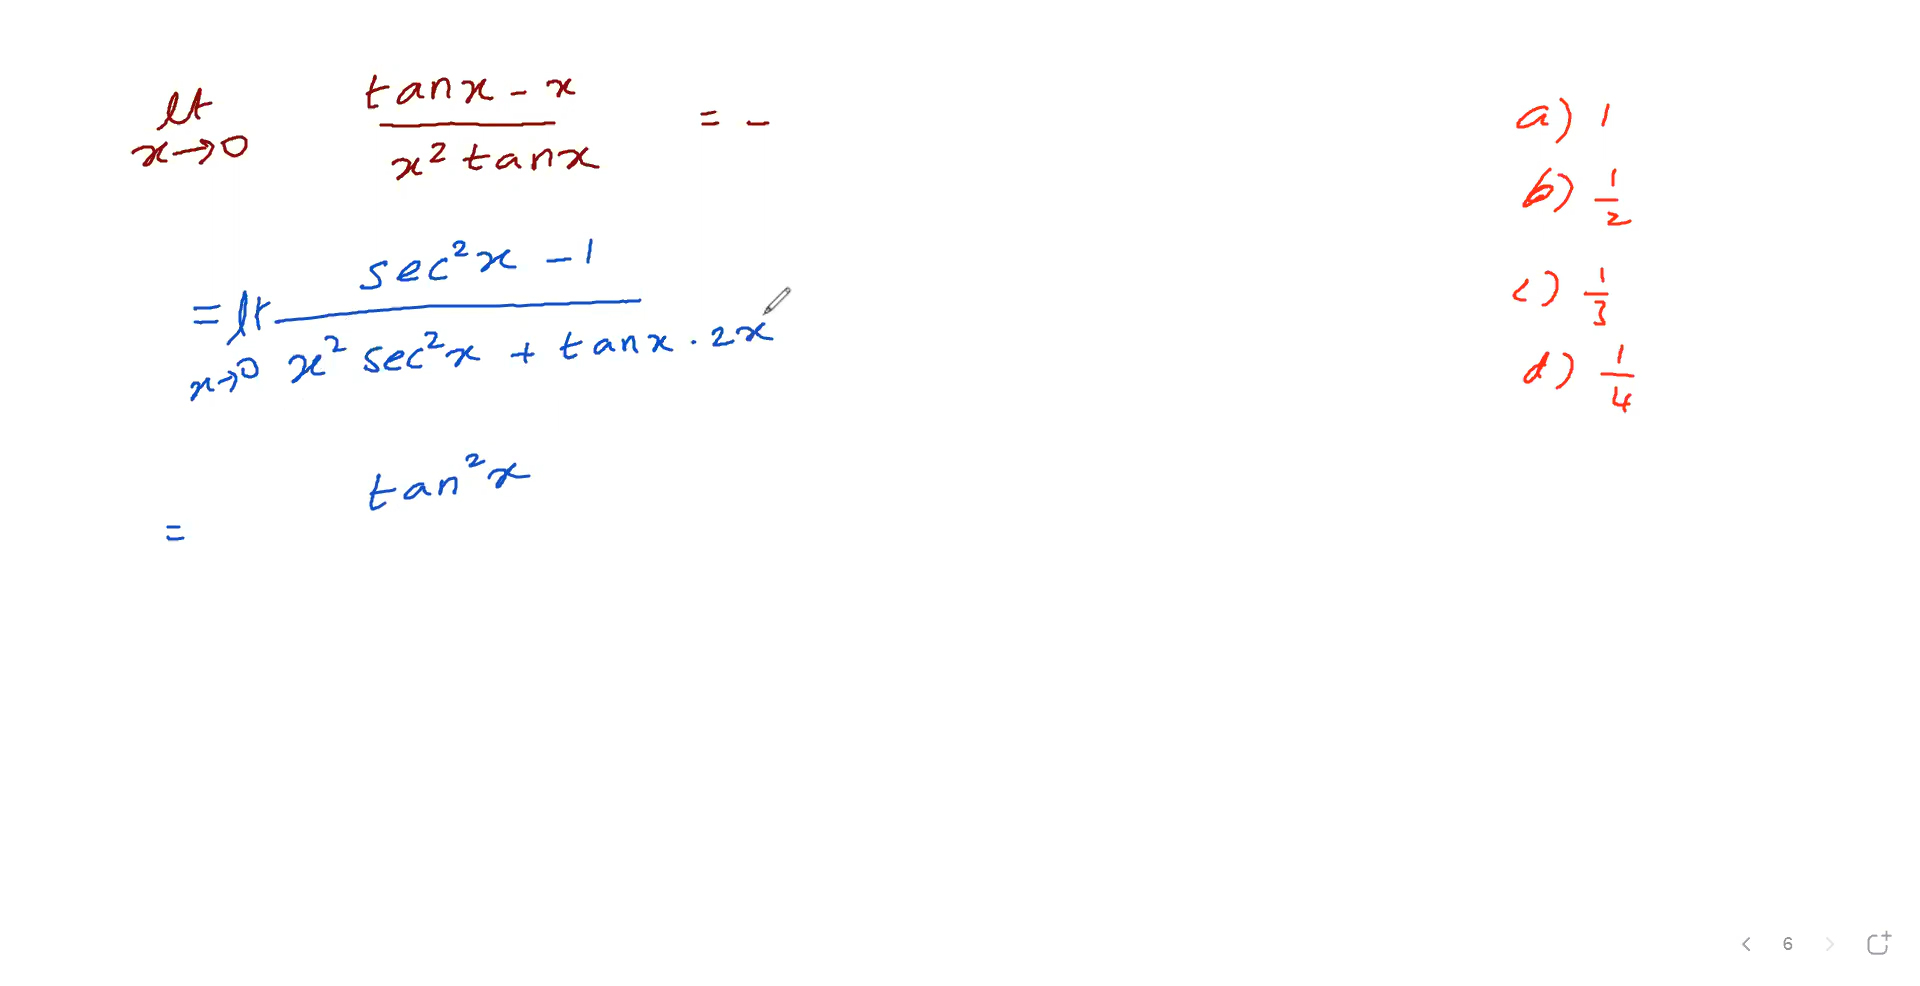 lt x→0 tanx - x / x² tanx = -
= lt x→0 sec²x - 1 / x² sec²x + tanx . 2x
= tan²x
a) 1
b) 1/2
c) 1/3
d) 1/4
6